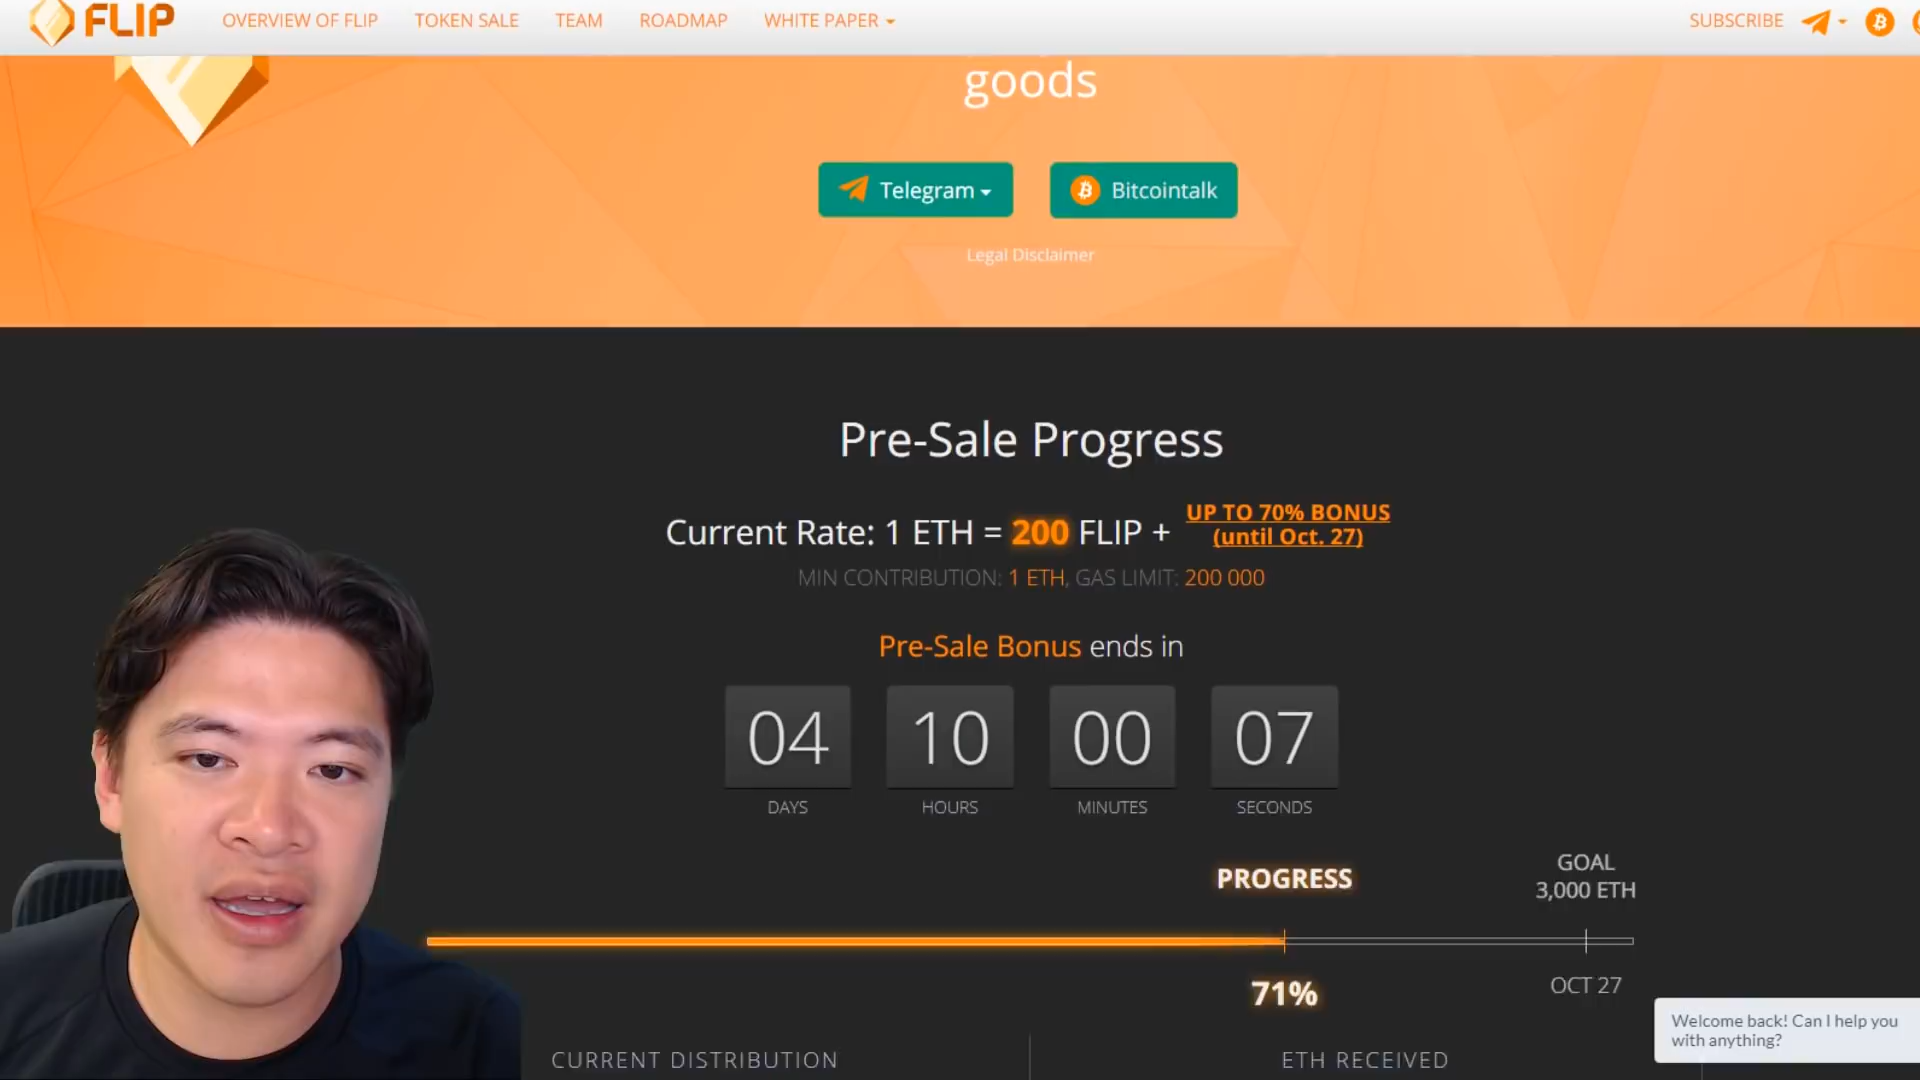 FLIP
OVERVIEW OF FLIP
TOKEN SALE
TEAM
ROADMAP
WHITE PAPER
SUBSCRIBE
goods
Telegram
Bitcointalk
Legal Disclaimer
Pre-Sale Progress
Current Rate: 1 ETH = 200 FLIP +
UP TO 70% BONUS
(until Oct. 27)
MIN CONTRIBUTION: 1 ETH, GAS LIMIT: 200 000
Pre-Sale Bonus ends in
04
10
00
07
DAYS
HOURS
MINUTES
SECONDS
PROGRESS
GOAL
3,000 ETH
71%
OCT 27
CURRENT DISTRIBUTION
ETH RECEIVED
Welcome back! Can I help you
with anything?